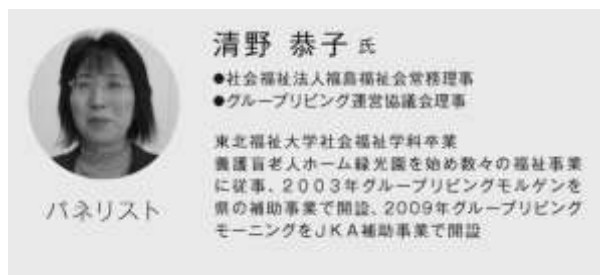 清野 恭子 氏
●社会福祉法人福島福祉会常務理事
●グループリビング運営協議会理事
東北福祉大学社会福祉学科卒業
養護盲老人ホーム緑光園を始め数々の福祉事業
に従事、2003年グループリビングモルゲンを
県の補助事業で開設、2009年グループリビング
モーニングをJKA補助事業で開設
パネリスト